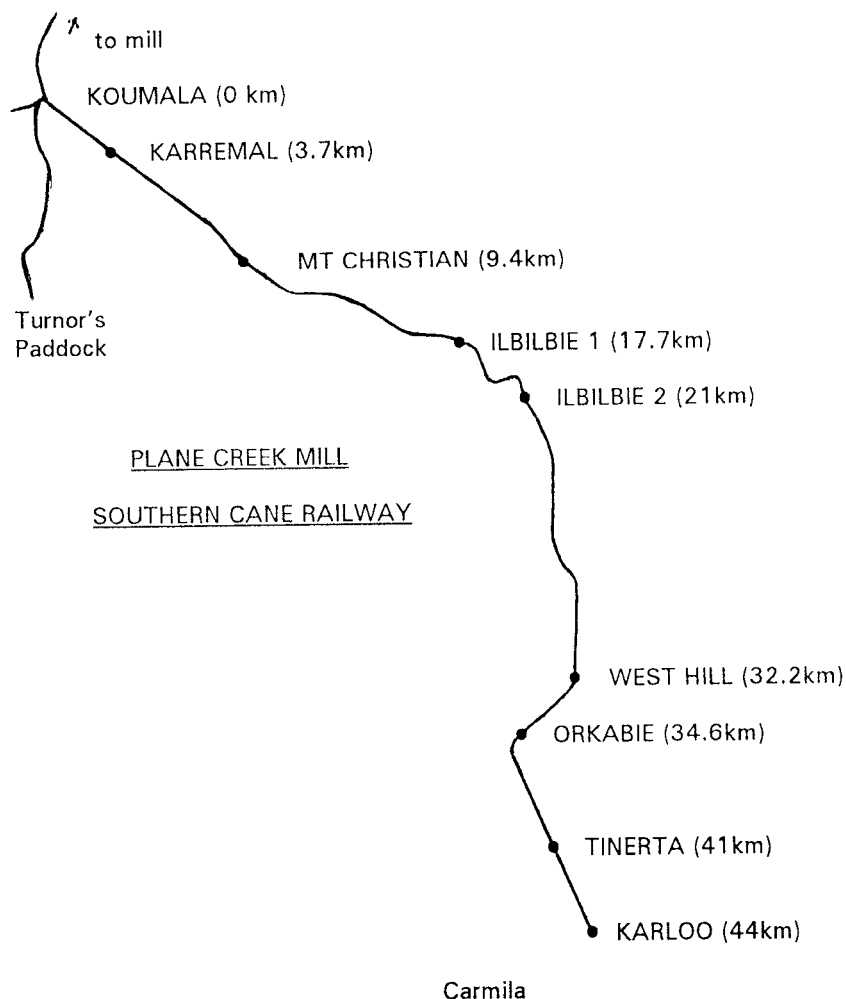 to mill
KOUMALA (0 km)
KARREMAL (3.7km)
MT CHRISTIAN (9.4km)
Turnor's
Paddock
ILBILBIE 1 (17.7km)
ILBILBIE 2 (21km)
PLANE CREEK MILL
SOUTHERN CANE RAILWAY
WEST HILL (32.2km)
ORKABIE (34.6km)
TINERTA (41km)
KARLOO (44km)
Carmila